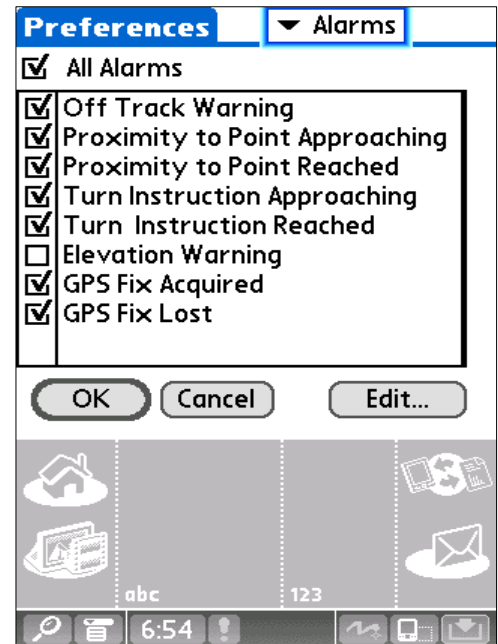 Preferences
Alarms
All Alarms
Off Track Warning
Proximity to Point Approaching
Proximity to Point Reached
Turn Instruction Approaching
Turn Instruction Reached
Elevation Warning
GPS Fix Acquired
GPS Fix Lost
OK Cancel Edit...
abc 123
6:54